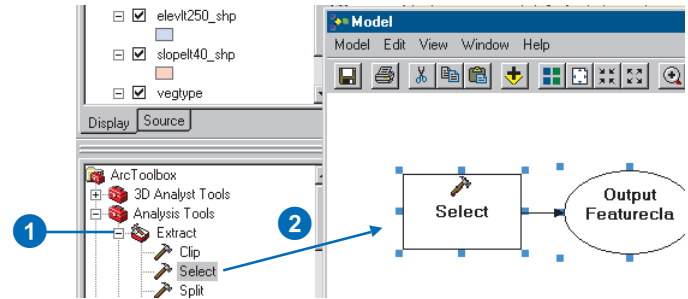 elevlt250_shp
slopelt40_shp
vegtype
Display Source
ArcToolbox
3D Analyst Tools
Analysis Tools
1 Extract
Clip
Select
Split
Model
Model Edit View Window Help
2
Select
Output
Featurecla